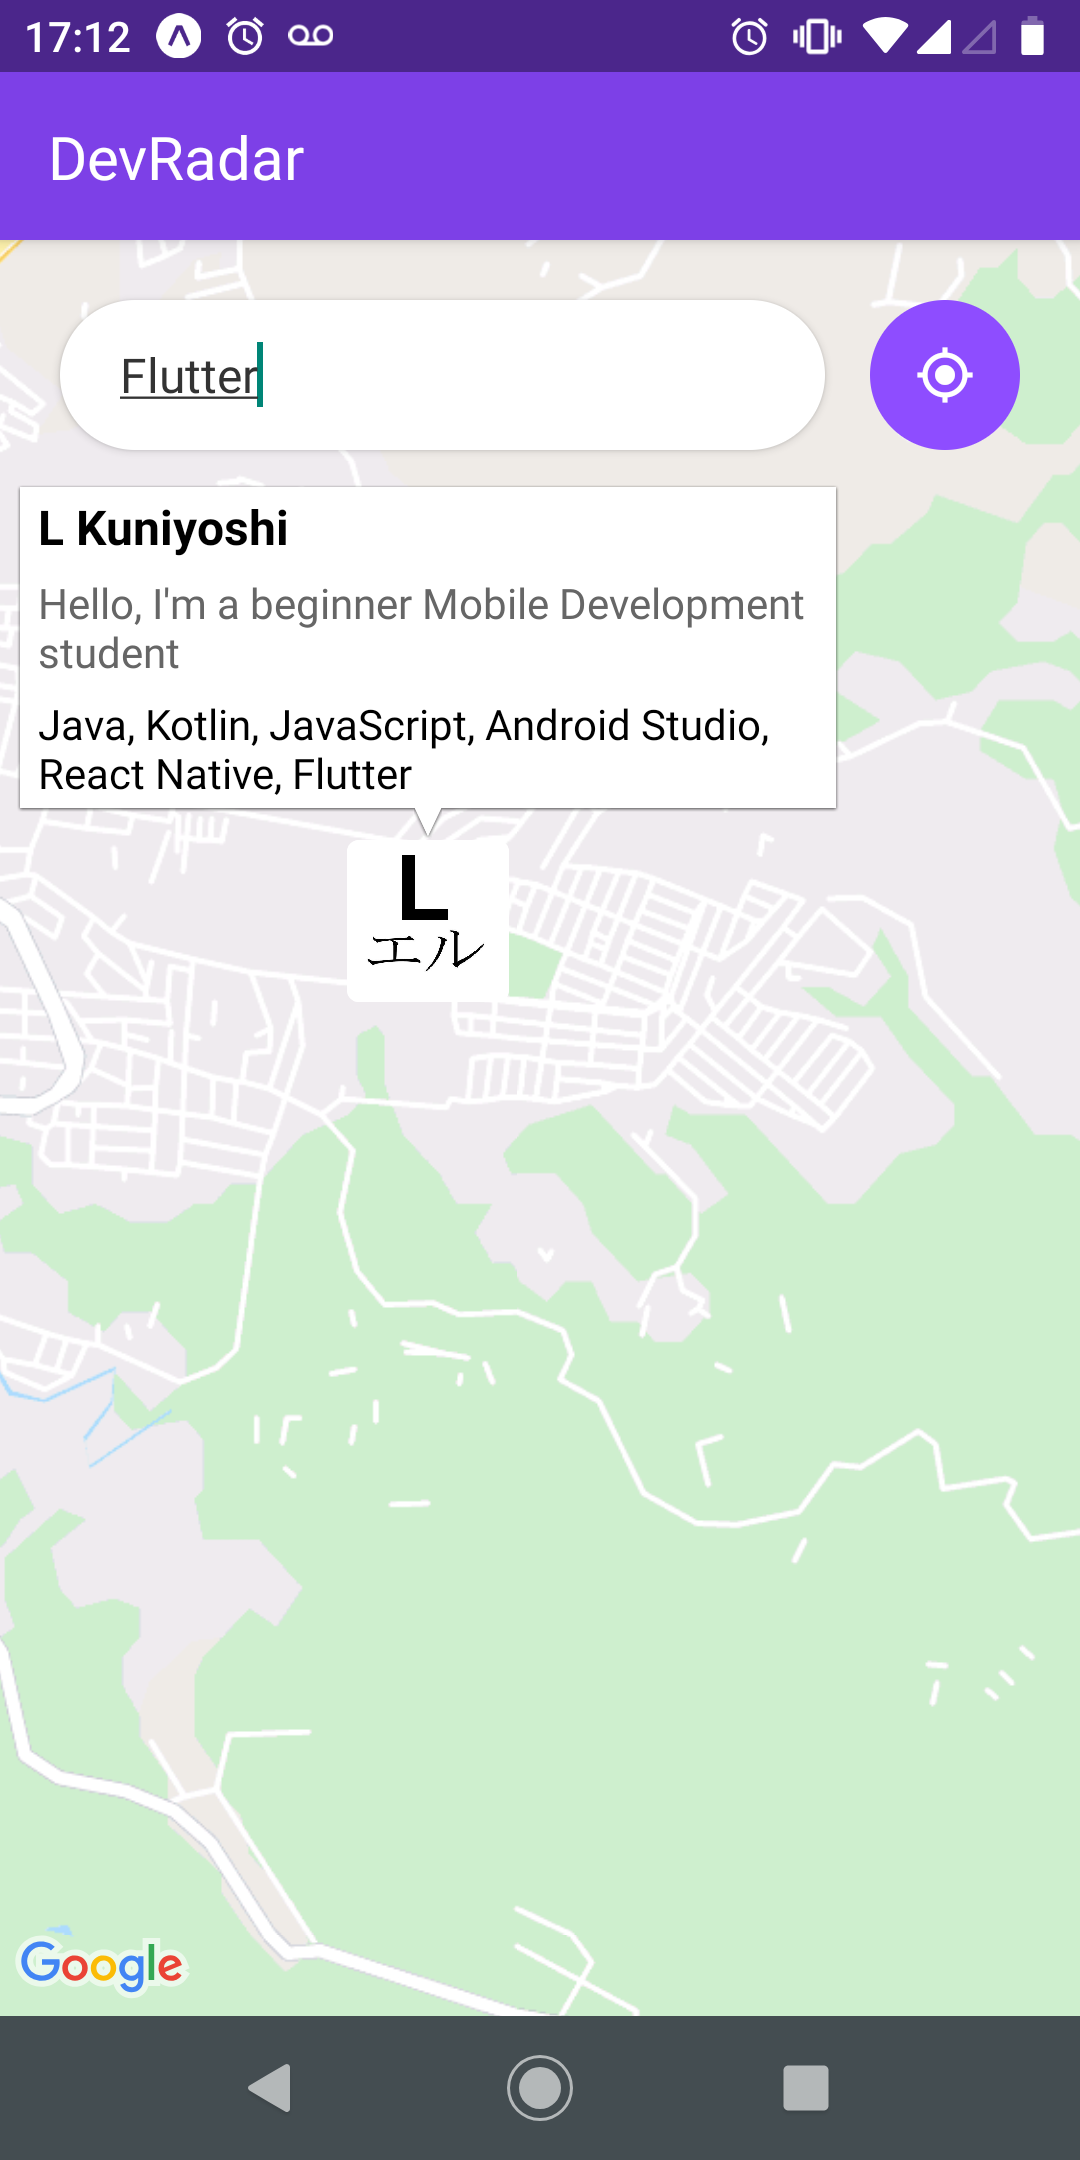 17:12
DevRadar
Flutter
L Kuniyoshi
Hello, I'm a beginner Mobile Development
student
Java, Kotlin, JavaScript, Android Studio,
React Native, Flutter
L
エル
Google